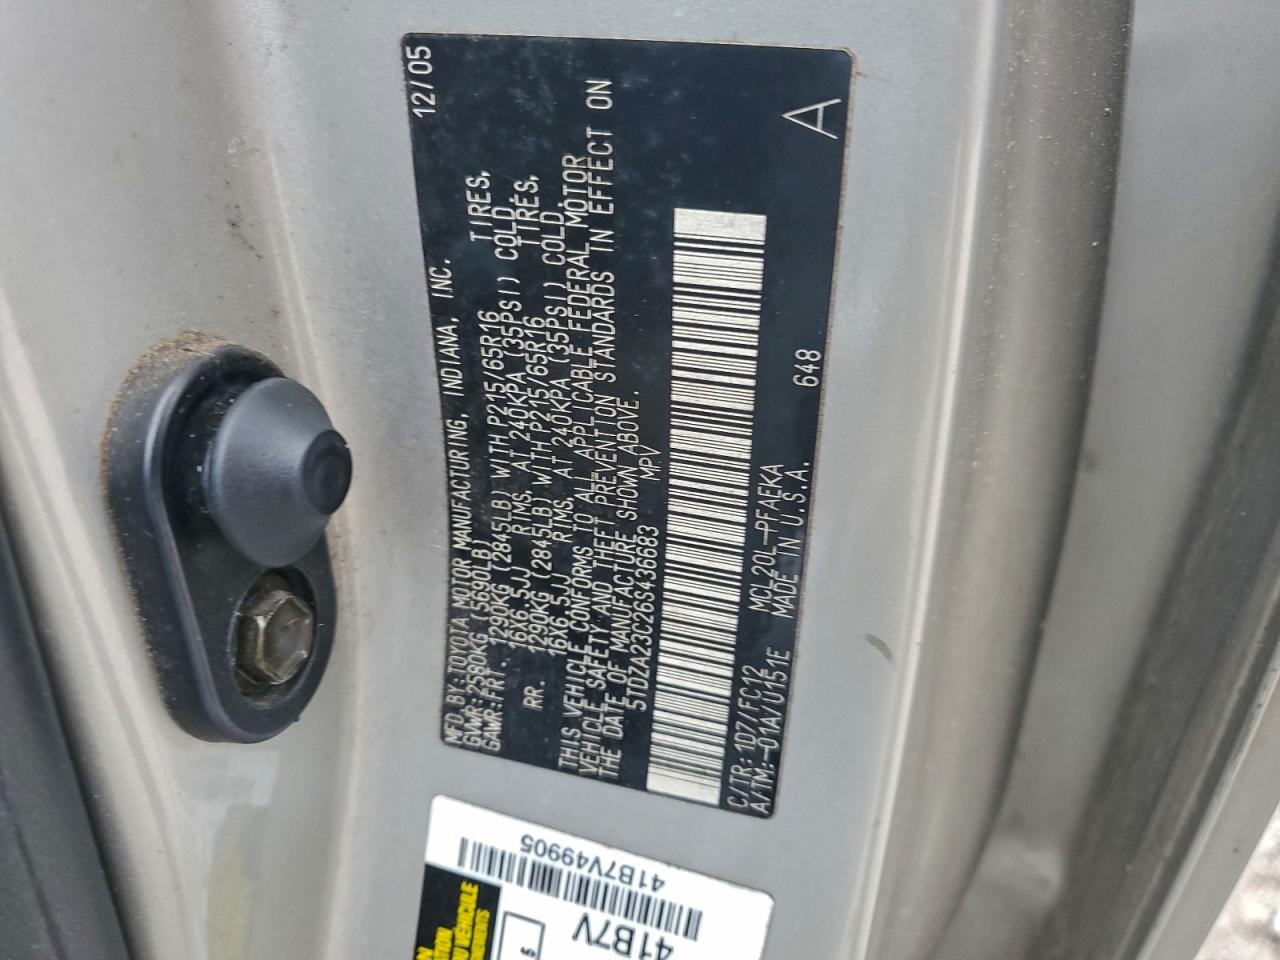 12/05
MFD. BY: TOYOTA MOTOR MANUFACTURING, INDIANA, INC.
GVWR: 2580KG ( 5690LB)
GAWR: FRT. 1290KG (2845LB) WITH P215/65R16 TIRES,
16X6.5JJ RIMS, AT 240KPA (35PSI) COLD.
RR. 1290KG (2845LB) WITH P215/65R16 TIRES,
16X6.5JJ RIMS, AT 240KPA (35PSI) COLD.
THIS VEHICLE CONFORMS TO ALL APPLICABLE FEDERAL MOTOR
VEHICLE SAFETY AND THEFT PREVENTION STANDARDS IN EFFECT ON
THE DATE OF MANUFACTURE SHOWN ABOVE.
5TDZA23C26S436683 MPV
C/TR: 1D7/FC12 MCL20L-PFAEKA
A/TM: -01A/U151E MADE IN U.S.A. 648
A
41B7V49905
41B7V
VEHICLE